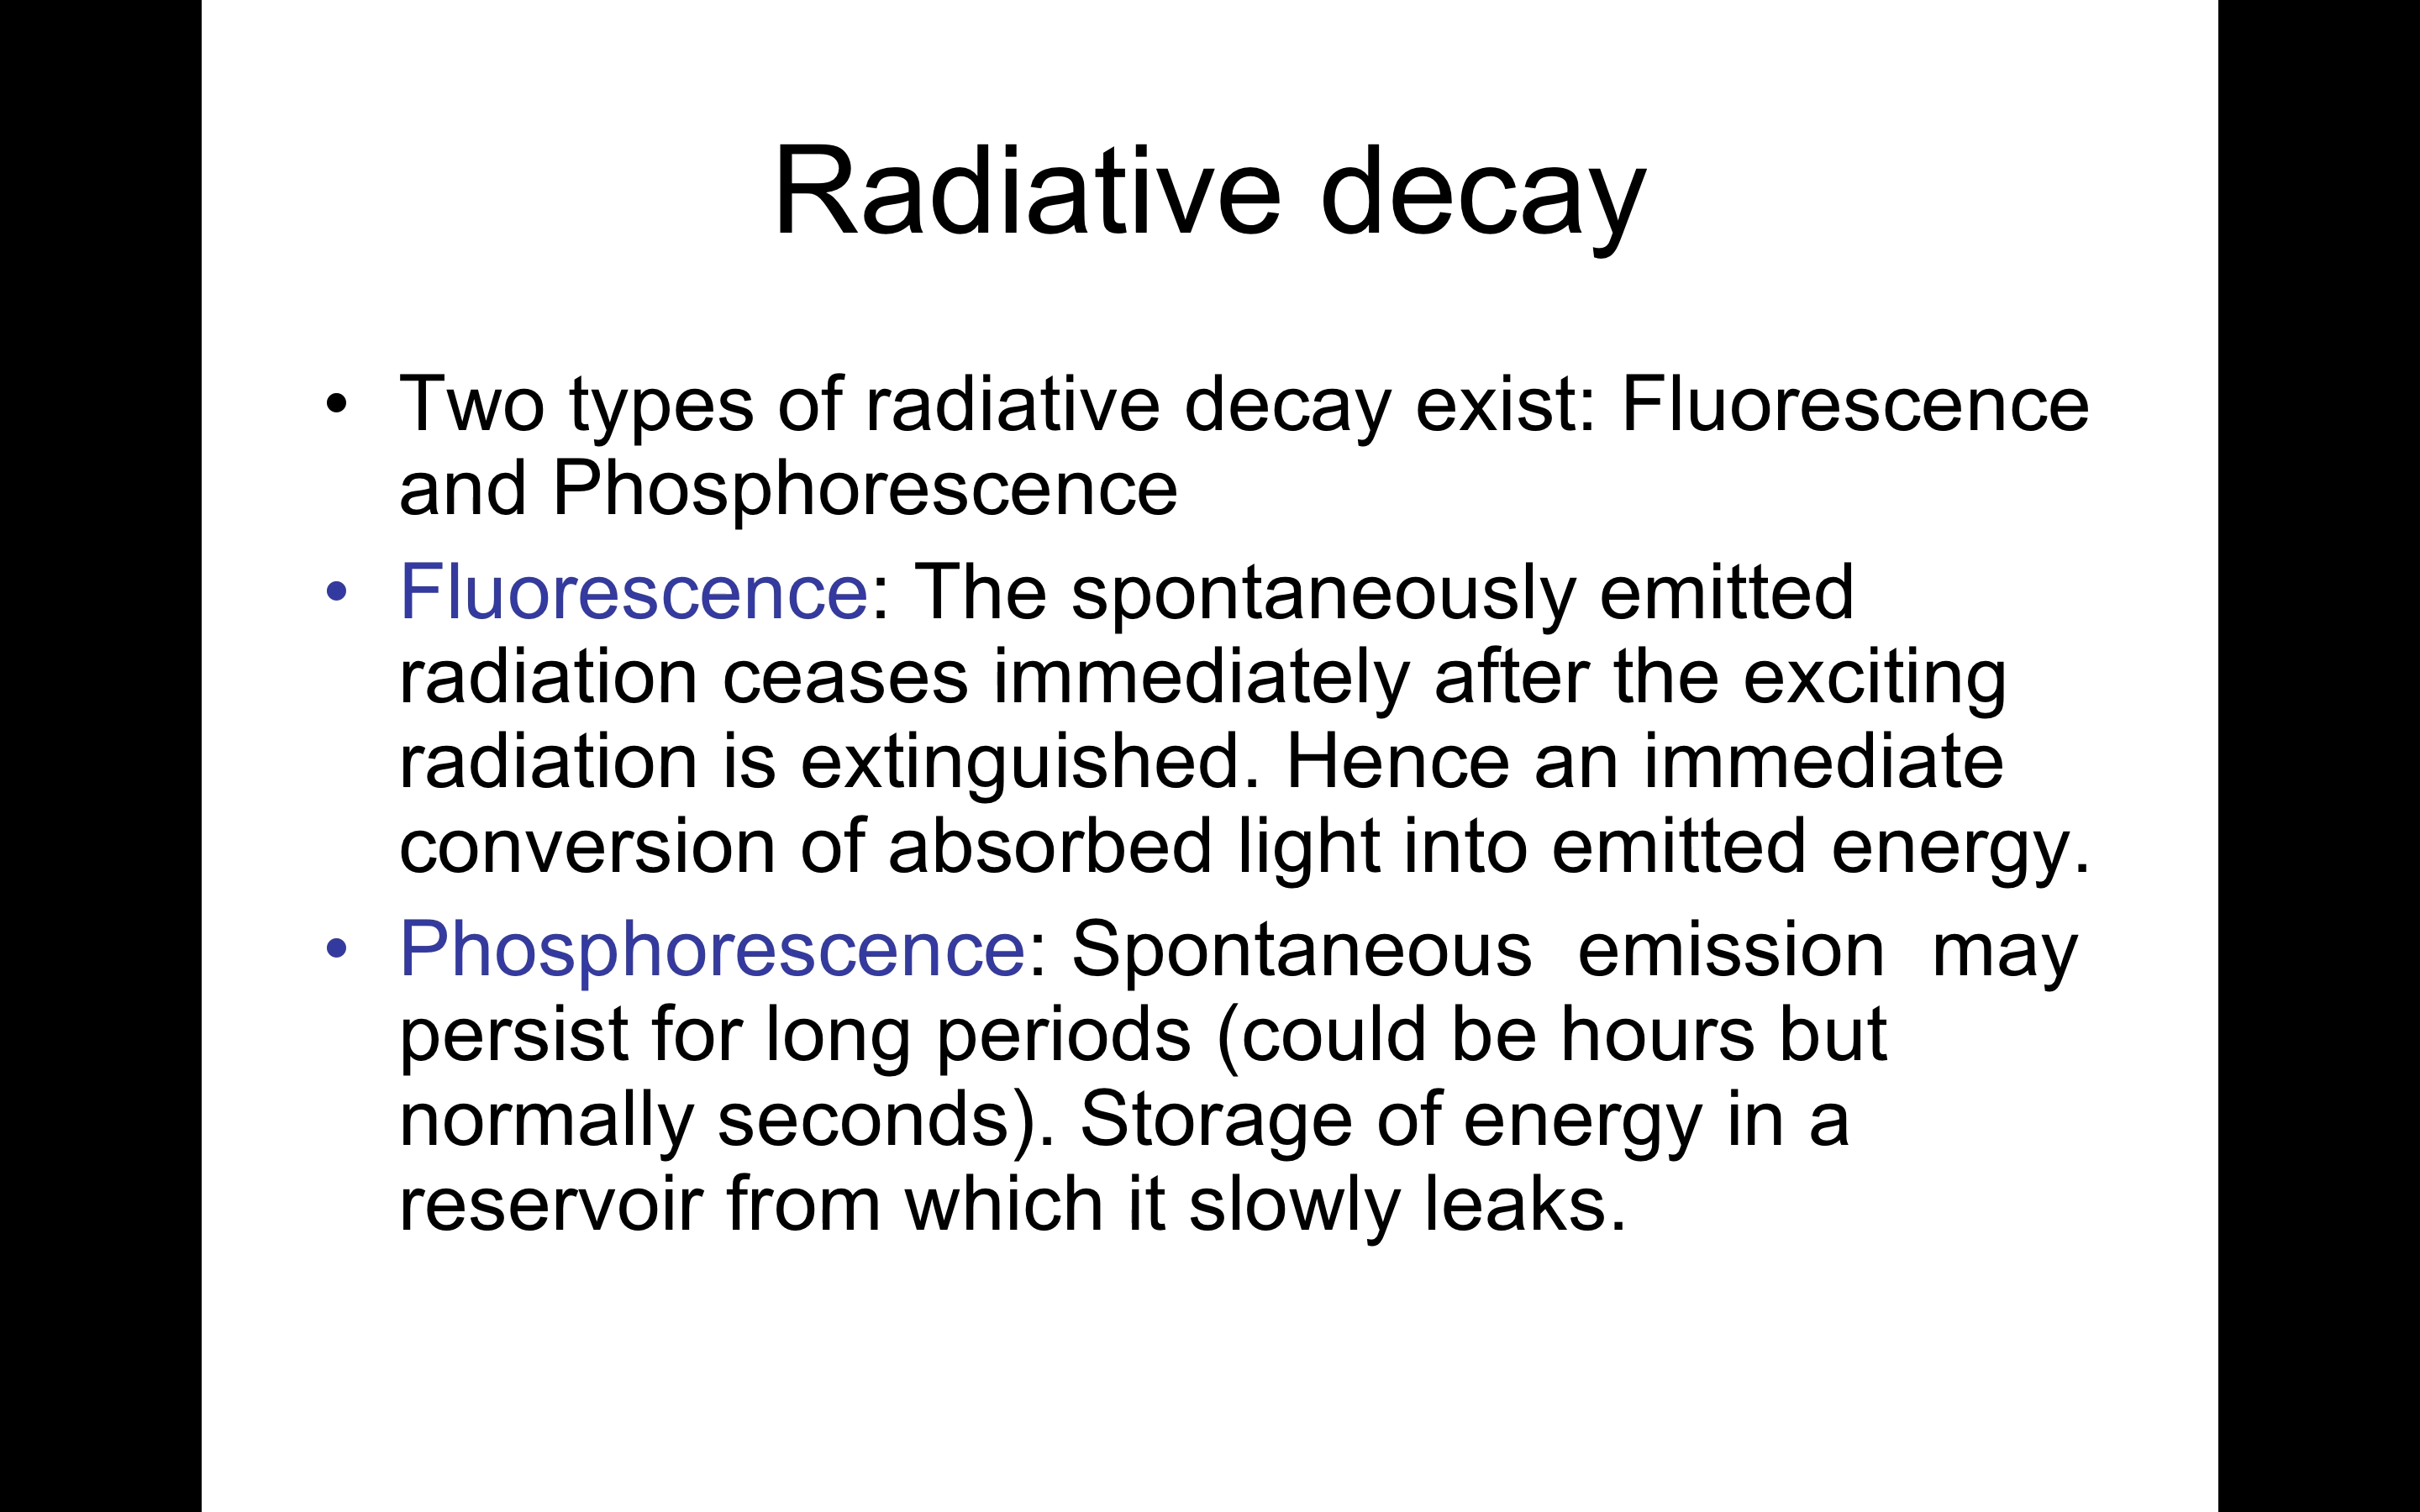 Radiative decay
• Two types of radiative decay exist: Fluorescence
and Phosphorescence
• Fluorescence: The spontaneously emitted
radiation ceases immediately after the exciting
radiation is extinguished. Hence an immediate
conversion of absorbed light into emitted energy.
• Phosphorescence: Spontaneous emission may
persist for long periods (could be hours but
normally seconds). Storage of energy in a
reservoir from which it slowly leaks.